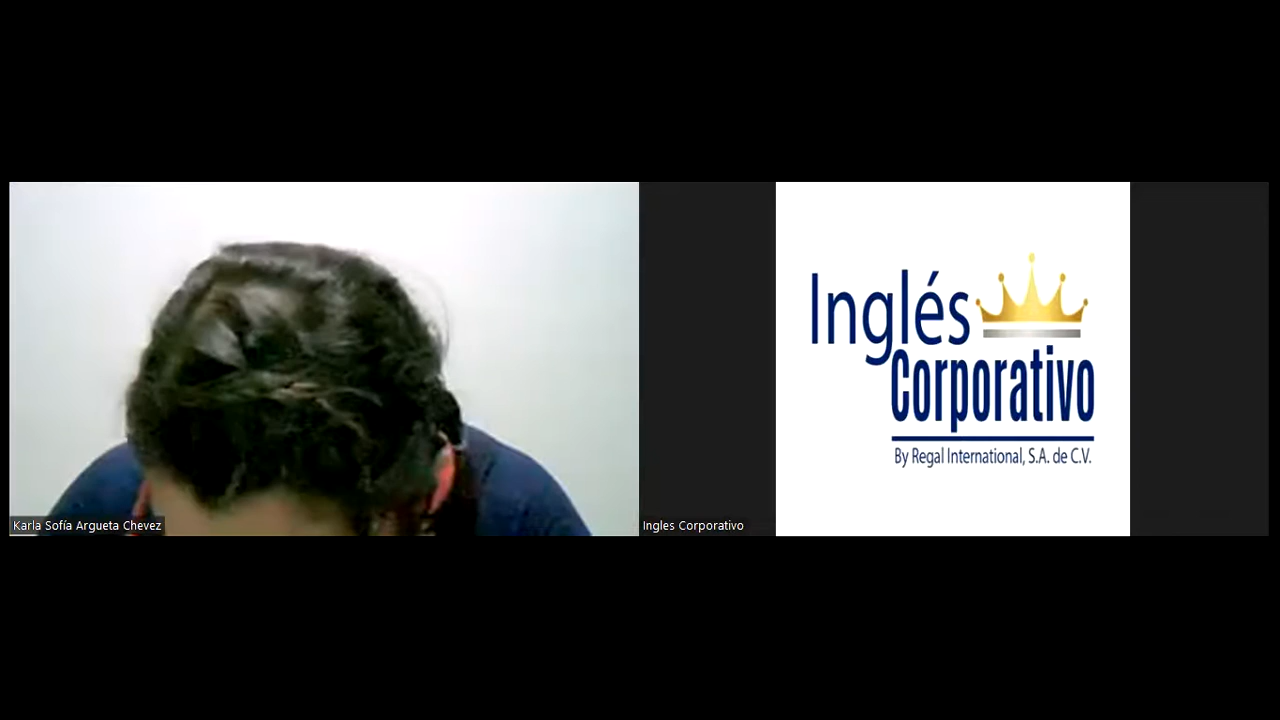 Inglés
Corporativo
By Regal International, S.A. de C.V.
Karla Sofía Argueta Chevez
Ingles Corporativo